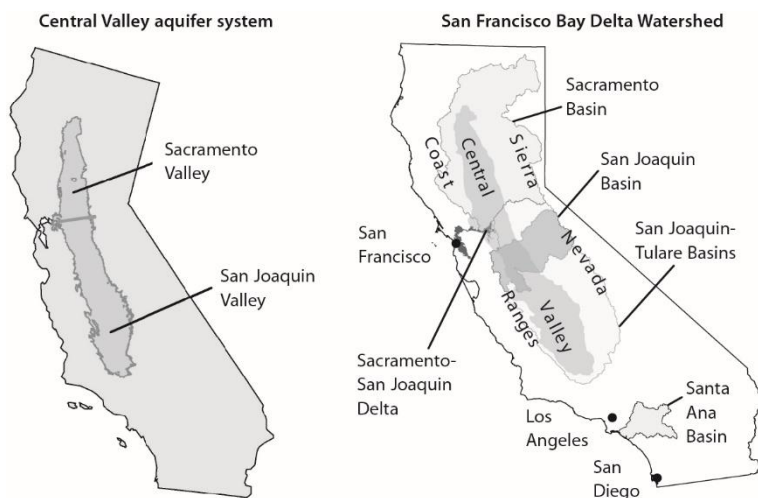 Central Valley aquifer system
Sacramento
Valley
San Joaquin
Valley
San Francisco Bay Delta Watershed
Sacramento
Basin
Coast
Central
Sierra
San Joaquin
Basin
San
Francisco
Nevada
San Joaquin-
Tulare Basins
Ranges
Valley
Sacramento-
San Joaquin
Delta
Los
Angeles
Santa
Ana
Basin
San
Diego